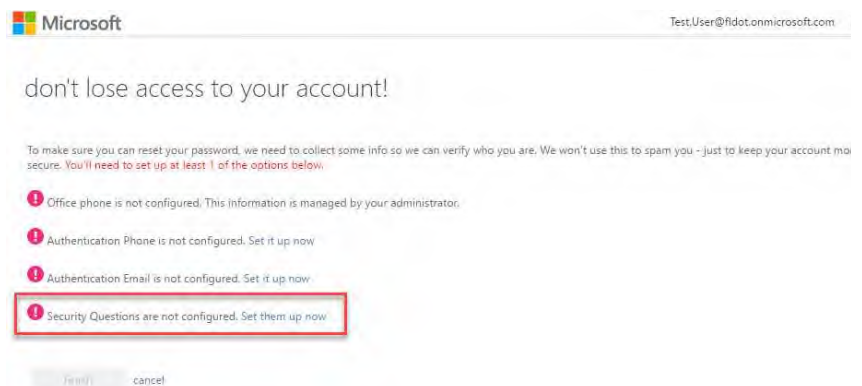 Microsoft
Test.User@fldot.onmicrosoft.com
don't lose access to your account!
To make sure you can reset your password, we need to collect some info so we can verify who you are. We won't use this to spam you - just to keep your account mo
secure. You'll need to set up at least 1 of the options below.
Office phone is not configured. This information is managed by your administrator.
Authentication Phone is not configured. Set it up now
Authentication Email is not configured. Set it up now
Security Questions are not configured. Set them up now
finish cancel